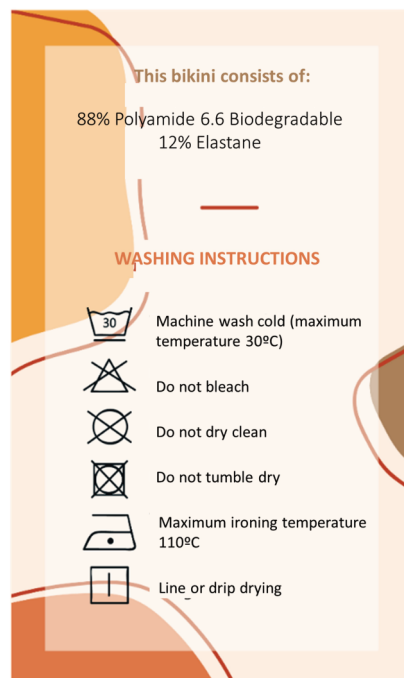 This bikini consists of:
88% Polyamide 6.6 Biodegradable
12% Elastane
WASHING INSTRUCTIONS
30
Machine wash cold (maximum
temperature 30ºC)
Do not bleach
Do not dry clean
Do not tumble dry
Maximum ironing temperature
110ºC
Line or drip drying